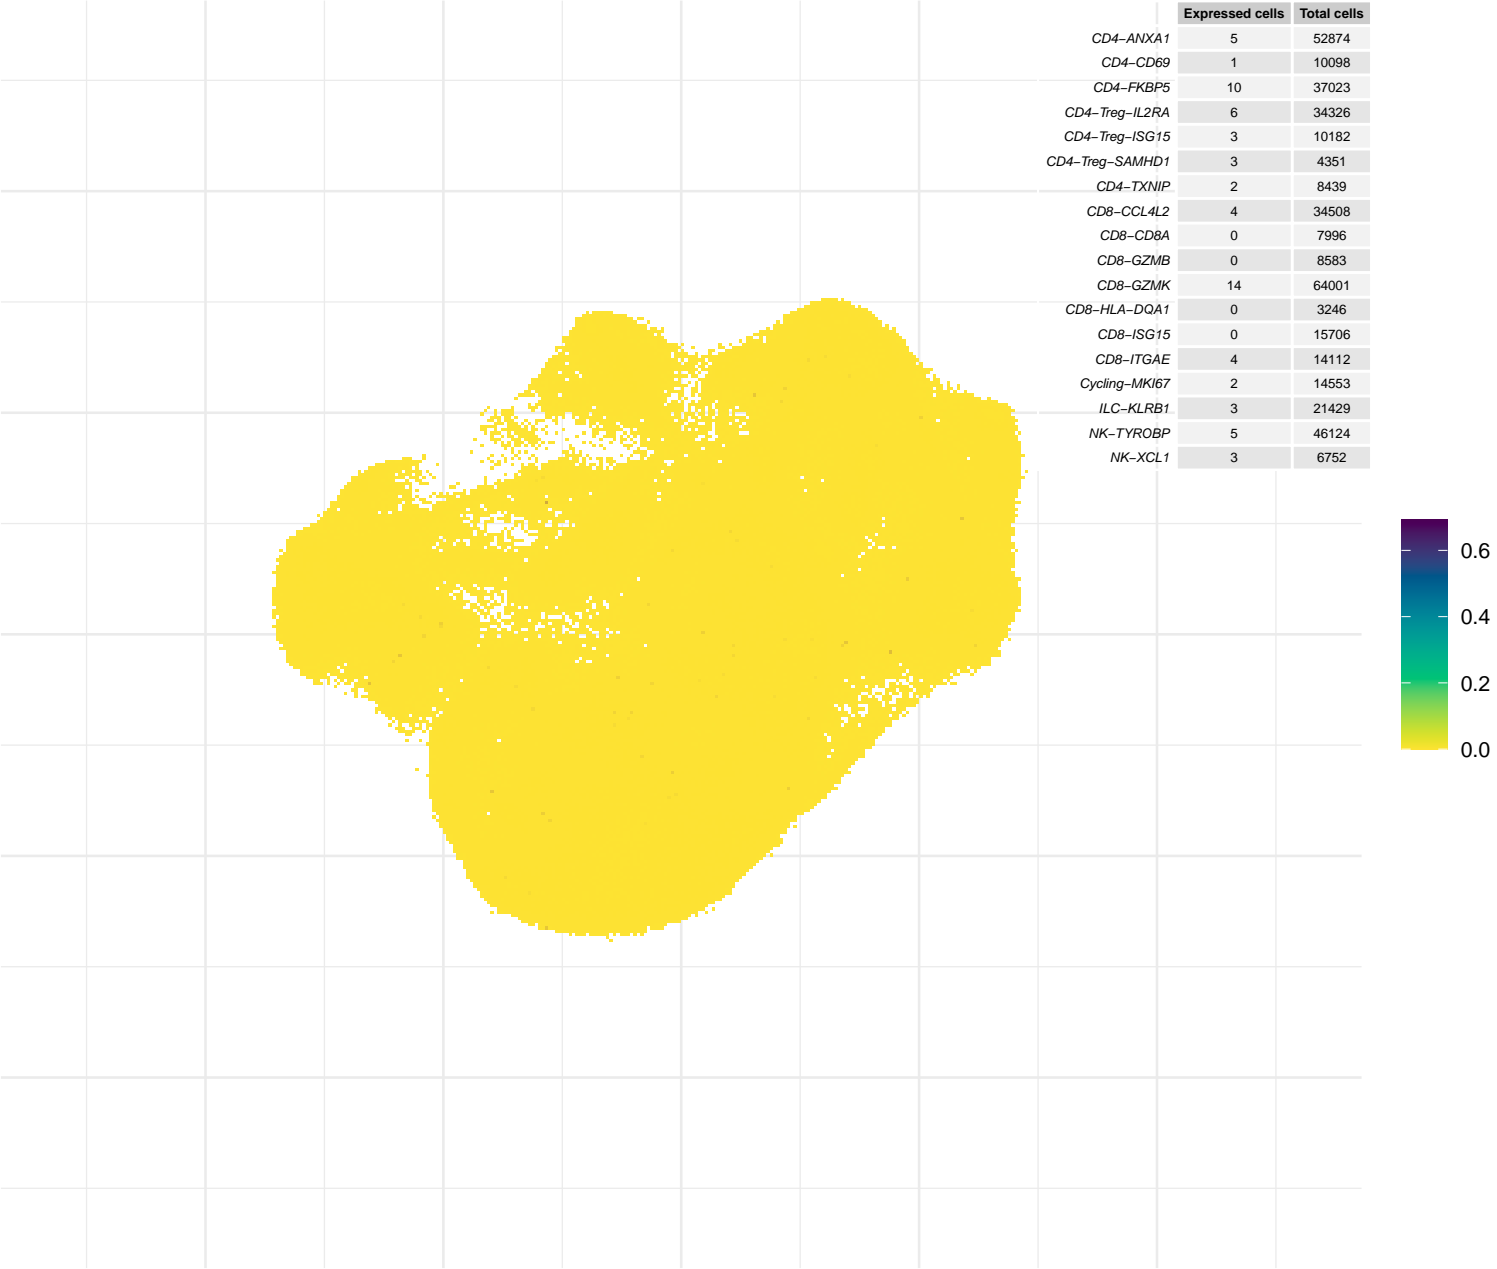 Expressed cells Total cells
CD4−ANXA1 5 52874
CD4−CD69 1 10098
CD4−FKBP5 10 37023
CD4−Treg−IL2RA 6 34326
CD4−Treg−ISG15 3 10182
CD4−Treg−SAMHD1 3 4351
CD4−TXNIP 2 8439
CD8−CCL4L2 4 34508
CD8−CD8A 0 7996
CD8−GZMB 0 8583
CD8−GZMK 14 64001
CD8−HLA−DQA1 0 3246
CD8−ISG15 0 15706
CD8−ITGAE 4 14112
Cycling−MKI67 2 14553
ILC−KLRB1 3 21429
NK−TYROBP 5 46124
NK−XCL1 3 6752
0.6
0.4
0.2
0.0